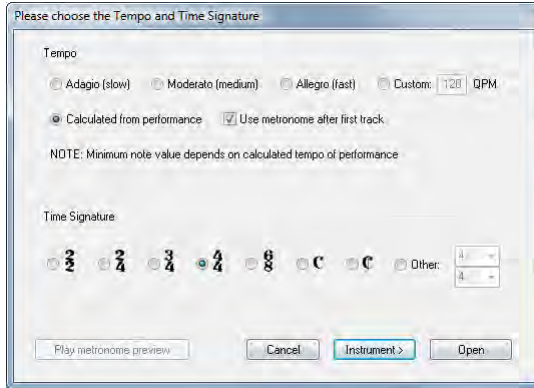 Please choose the Tempo and Time Signature
Tempo
Adagio (slow) Moderato (medium) Allegro (fast) Custom: 120 QPM
Calculated from performance Use metronome after first track
NOTE: Minimum note value depends on calculated tempo of performance
Time Signature
2/2 2/4 3/4 4/4 6/8 C C Other: 4 4
Play metronome preview Cancel Instrument > Open